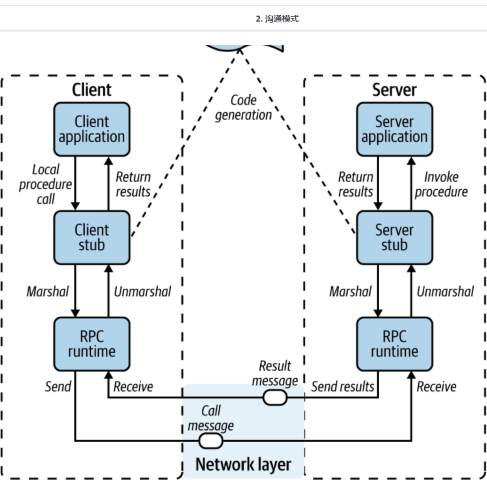 2. 沟通模式
Client
Server
Code
generation
Client
application
Server
application
Local
procedure
call
Return
results
Return
results
Invoke
procedure
Client
stub
Server
stub
Marshal
Unmarshal
Marshal
Unmarshal
RPC
runtime
RPC
runtime
Result
message
Send
Receive
Send results
Receive
Call
message
Network layer